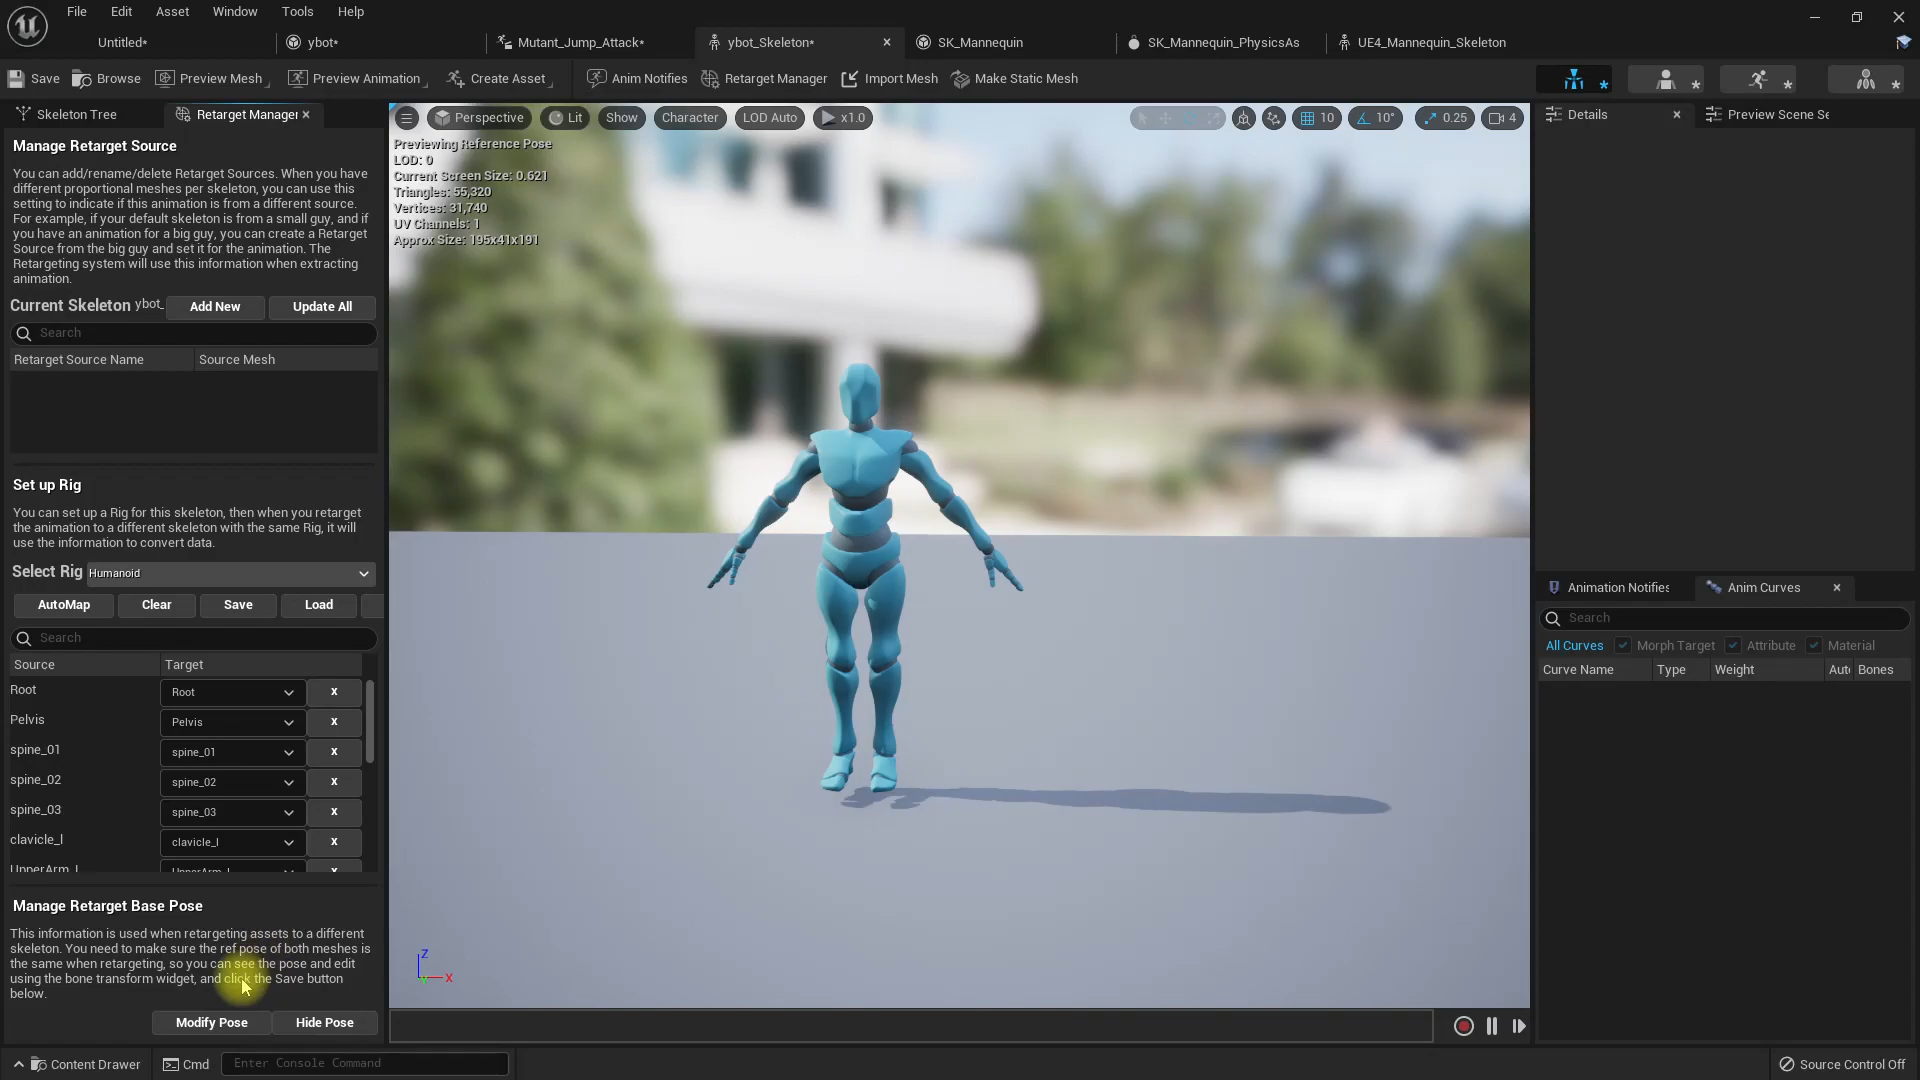 File Edit Asset Window Tools Help
Untitled* ybot* Mutant_Jump_Attack* ybot_Skeleton* SK_Mannequin SK_Mannequin_PhysicsAs UE4_Mannequin_Skeleton
Save Browse Preview Mesh Preview Animation Create Asset Anim Notifies Retarget Manager Import Mesh Make Static Mesh
Skeleton Tree Retarget Manager
Manage Retarget Source
You can add/rename/delete Retarget Sources. When you have
different proportional meshes per skeleton, you can use this
setting to indicate if this animation is from a different source.
For example, if your default skeleton is from a small guy, and if
you have an animation for a big guy, you can create a Retarget
Source from the big guy and set it for the animation. The
Retargeting system will use this information when extracting
animation.
Current Skeleton ybot_ Add New Update All
Search
Retarget Source Name Source Mesh
Set up Rig
You can set up a Rig for this skeleton, then when you retarget
the animation to a different skeleton with the same Rig, it will
use the information to convert data.
Select Rig Humanoid
AutoMap Clear Save Load
Search
Source Target
Root Root x
Pelvis Pelvis x
spine_01 spine_01 x
spine_02 spine_02 x
spine_03 spine_03 x
clavicle_l clavicle_l x
UpperArm_l UpperArm_l x
Manage Retarget Base Pose
This information is used when retargeting assets to a different
skeleton. You need to make sure the ref pose of both meshes is
the same when retargeting, so you can see the pose and edit
using the bone transform widget, and click the Save button
below.
Modify Pose Hide Pose
Perspective Lit Show Character LOD Auto x1.0 10 10° 0.25 4
Previewing Reference Pose
LOD: 0
Current Screen Size: 0.621
Triangles: 55,320
Vertices: 31,740
UV Channels: 1
Approx Size: 195x41x191
Z
X
Details Preview Scene Se
Animation Notifies Anim Curves
Search
All Curves Morph Target Attribute Material
Curve Name Type Weight Aut Bones
Content Drawer Cmd Enter Console Command Source Control Off